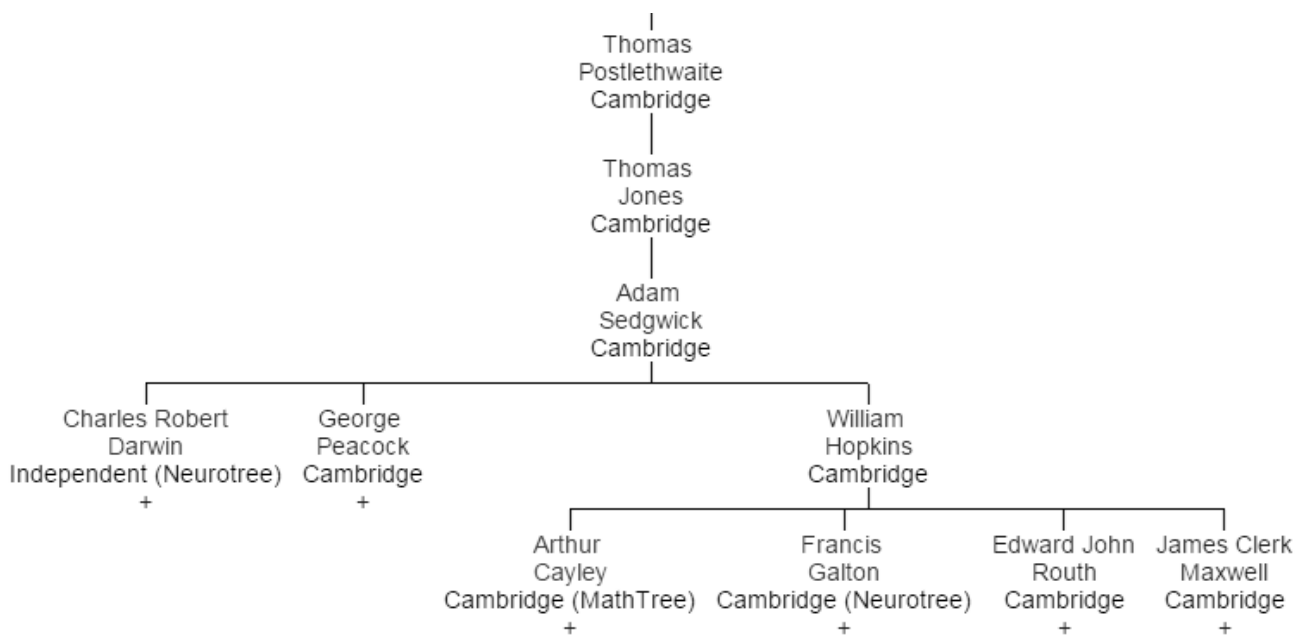 Thomas
Postlethwaite
Cambridge
Thomas
Jones
Cambridge
Adam
Sedgwick
Cambridge
Charles Robert
Darwin
Independent (Neurotree)
+
George
Peacock
Cambridge
+
William
Hopkins
Cambridge
Arthur
Cayley
Cambridge (MathTree)
+
Francis
Galton
Cambridge (Neurotree)
+
Edward John
Routh
Cambridge
+
James Clerk
Maxwell
Cambridge
+